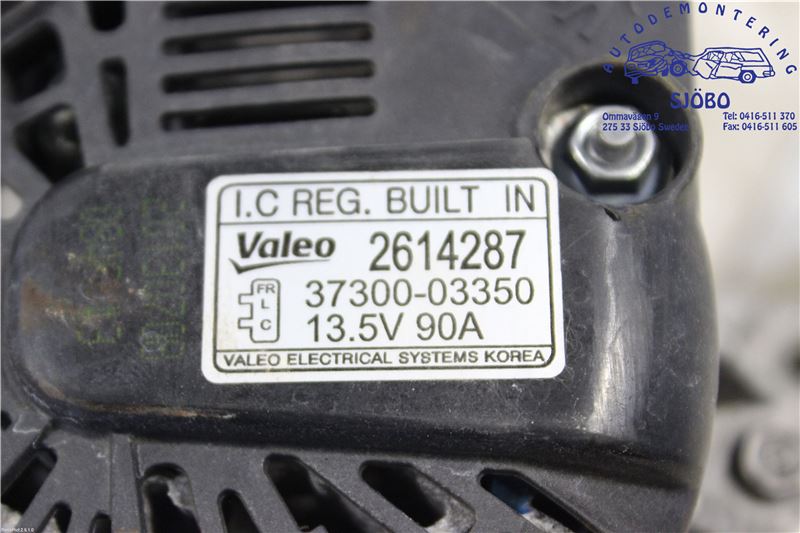 AUTODEMONTERING
SJÖBO
Ommavägen 9
275 33 Sjöbo Sweden
Tel: 0416-511 370
Fax: 0416-511 605
I.C REG. BUILT IN
Valeo 2614287
FR
L
C
37300-03350
13.5V 90A
VALEO ELECTRICAL SYSTEMS KOREA